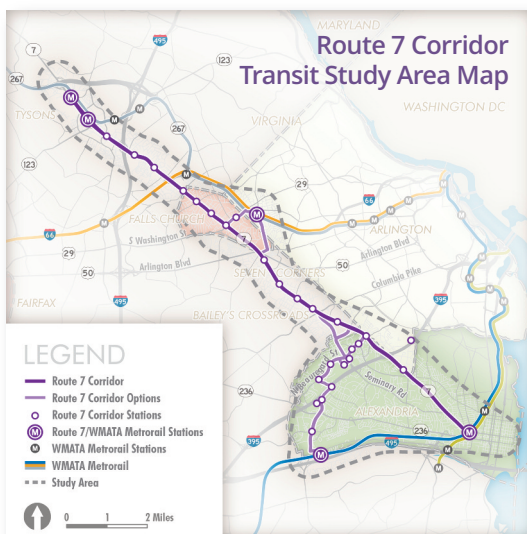 MARYLAND
Route 7 Corridor
Transit Study Area Map
495
7
123
267
M
TYSONS
M
M
M
WASHINGTON DC
VIRGINIA
267
123
M
29
66
FALLS CHURCH
M
M
66
ARLINGTON
S Washington St
7
Arlington Blvd
29
50
Arlington Blvd
SEVEN CORNERS
50
Columbia Pike
FAIRFAX
495
395
BAILEY'S CROSSROADS
N Beauregard St
Seminary Rd
7
236
ALEXANDRIA
236
395
495
M
M
LEGEND
Route 7 Corridor
Route 7 Corridor Options
Route 7 Corridor Stations
M Route 7/WMATA Metrorail Stations
M WMATA Metrorail Stations
WMATA Metrorail
Study Area
0 1 2 Miles